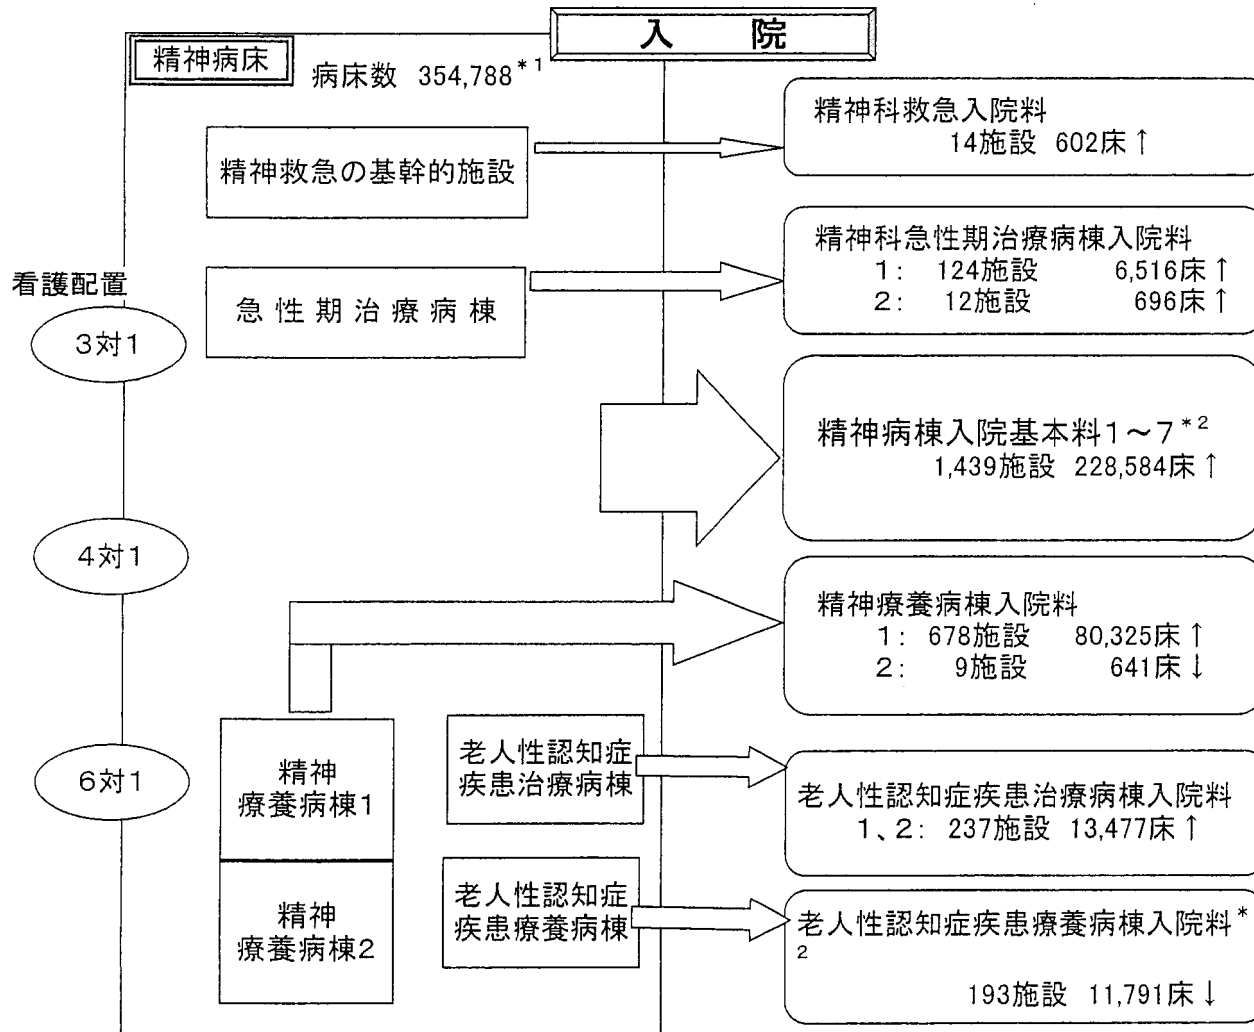 入 院
精神病床
病床数 354,788*1
精神救急の基幹的施設
精神科救急入院料
14施設 602床↑
看護配置
3対1
急性期治療病棟
精神科急性期治療病棟入院料
1: 124施設 6,516床↑
2: 12施設 696床↑
精神病棟入院基本料1～7*2
1,439施設 228,584床↑
4対1
精神療養病棟入院料
1: 678施設 80,325床↑
2: 9施設 641床↓
6対1
精神
療養病棟1
老人性認知症
疾患治療病棟
老人性認知症疾患治療病棟入院料
1、2: 237施設 13,477床↑
精神
療養病棟2
老人性認知症
疾患療養病棟
老人性認知症疾患療養病棟入院料*
2
193施設 11,791床↓